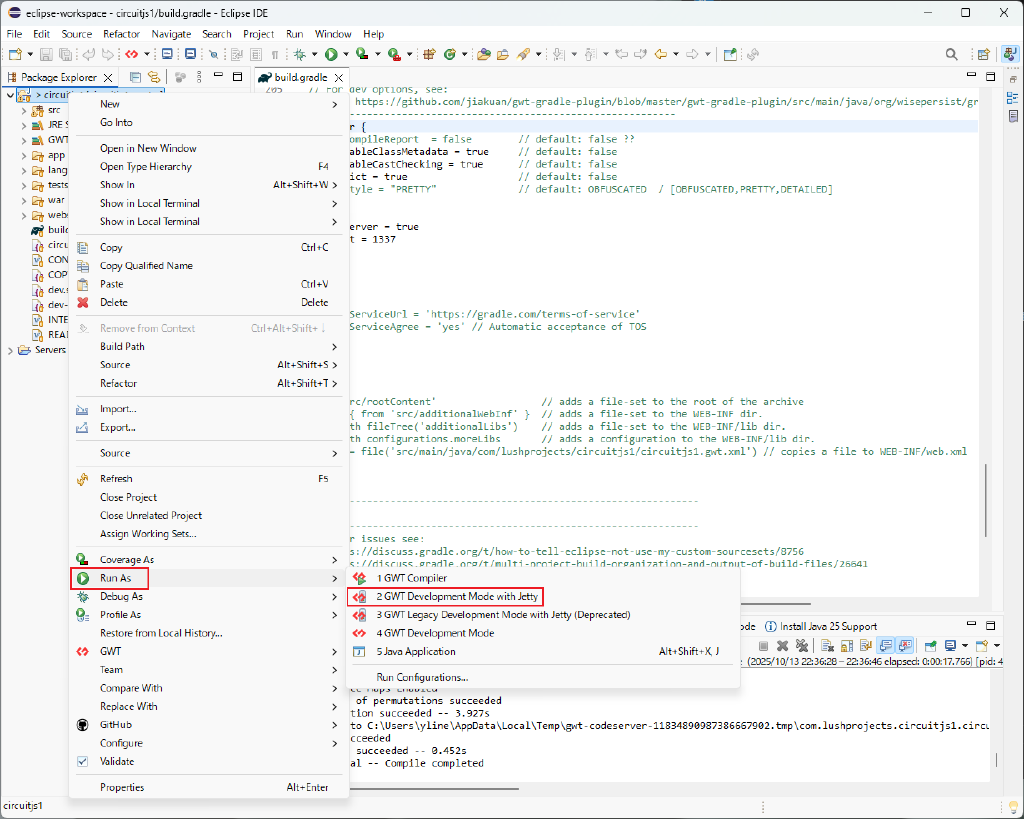 eclipse-workspace - circuitjs1/build.gradle - Eclipse IDE
File Edit Source Refactor Navigate Search Project Run Window Help
Package Explorer
build.gradle
src
JRE S
GWT
app
lang
tests
war
webs
build
circu
CON
COP
dev.s
dev-
INTE
REA
Servers
New
Go Into
Open in New Window
Open Type Hierarchy F4
Show In Alt+Shift+W >
Show in Local Terminal
Show in Local Terminal
Copy Ctrl+C
Copy Qualified Name
Paste Ctrl+V
Delete Delete
Remove from Context Ctrl+Alt+Shift+↓
Build Path
Source Alt+Shift+S >
Refactor Alt+Shift+T >
Import...
Export...
Source
Refresh F5
Close Project
Close Unrelated Project
Assign Working Sets...
Coverage As
Run As
Debug As
Profile As
Restore from Local History...
GWT
Team
Compare With
Replace With
GitHub
Configure
Validate
Properties Alt+Enter
1 GWT Compiler
2 GWT Development Mode with Jetty
3 GWT Legacy Development Mode with Jetty (Deprecated)
4 GWT Development Mode
5 Java Application Alt+Shift+X, J
Run Configurations...
// For dev options, see:
https://github.com/jiakuan/gwt-gradle-plugin/blob/master/gwt-gradle-plugin/src/main/java/org/wisepersist/gr
----------------------------------------------------
r {
ompileReport = false // default: false ??
ableClassMetadata = true // default: false
ableCastChecking = true // default: false
ict = true // default: false
tyle = "PRETTY" // default: OBFUSCATED / [OBFUSCATED,PRETTY,DETAILED]
erver = true
t = 1337
ServiceUrl = 'https://gradle.com/terms-of-service'
ServiceAgree = 'yes' // Automatic acceptance of TOS
rc/rootContent' // adds a file-set to the root of the archive
{ from 'src/additionalWebInf' } // adds a file-set to the WEB-INF dir.
th fileTree('additionalLibs') // adds a file-set to the WEB-INF/lib dir.
th configurations.moreLibs // adds a configuration to the WEB-INF/lib dir.
= file('src/main/java/com/lushprojects/circuitjs1/circuitjs1.gwt.xml') // copies a file to WEB-INF/web.xml
-------------------------------------------------------
-------------------------------------------------------
r issues see:
s://discuss.gradle.org/t/how-to-tell-eclipse-not-use-my-custom-sourcesets/8756
s://discuss.gradle.org/t/multi-project-build-organization-and-output-of-build-files/26641
ode Install Java 25 Support
(2025/10/13 22:36:28 – 22:36:46 elapsed: 0:00:17.766) [pid: 4
ce Maps Enabled
of permutations succeeded
tion succeeded -- 3.927s
to C:\Users\yline\AppData\Local\Temp\gwt-codeserver-11834890987386667902.tmp\com.lushprojects.circuitjs1.circu
cceeded
succeeded -- 0.452s
al -- Compile completed
circuitjs1